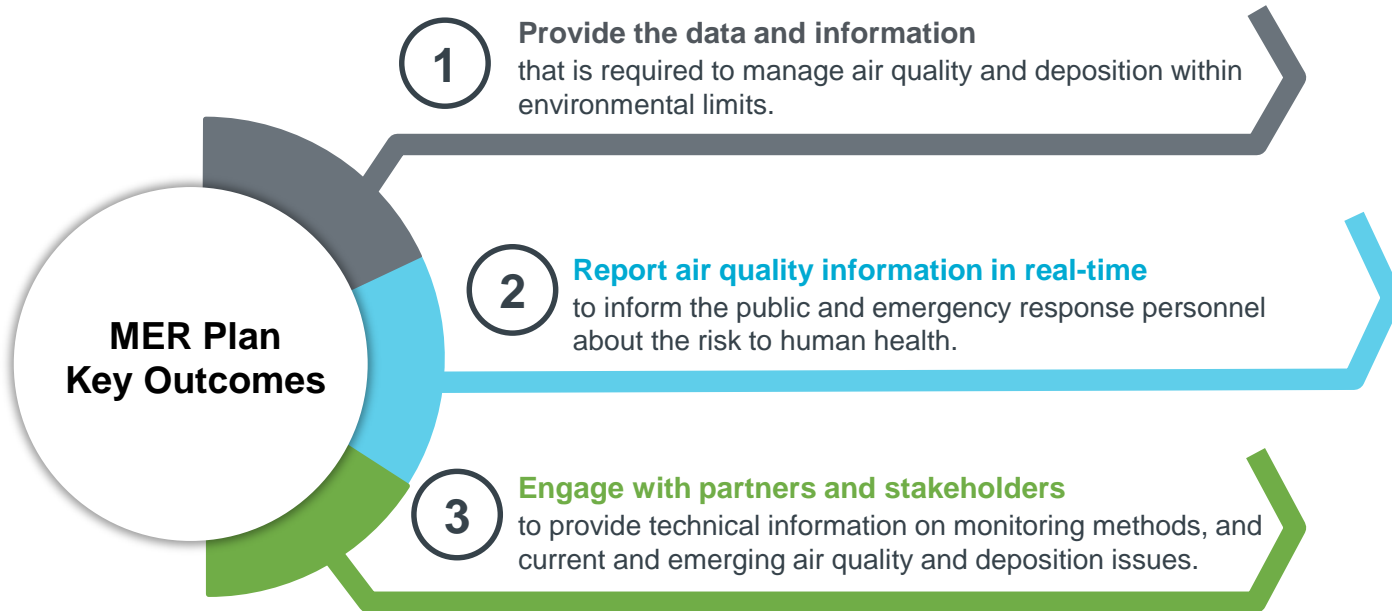 1
Provide the data and information
that is required to manage air quality and deposition within
environmental limits.
MER Plan
Key Outcomes
2
Report air quality information in real-time
to inform the public and emergency response personnel
about the risk to human health.
3
Engage with partners and stakeholders
to provide technical information on monitoring methods, and
current and emerging air quality and deposition issues.